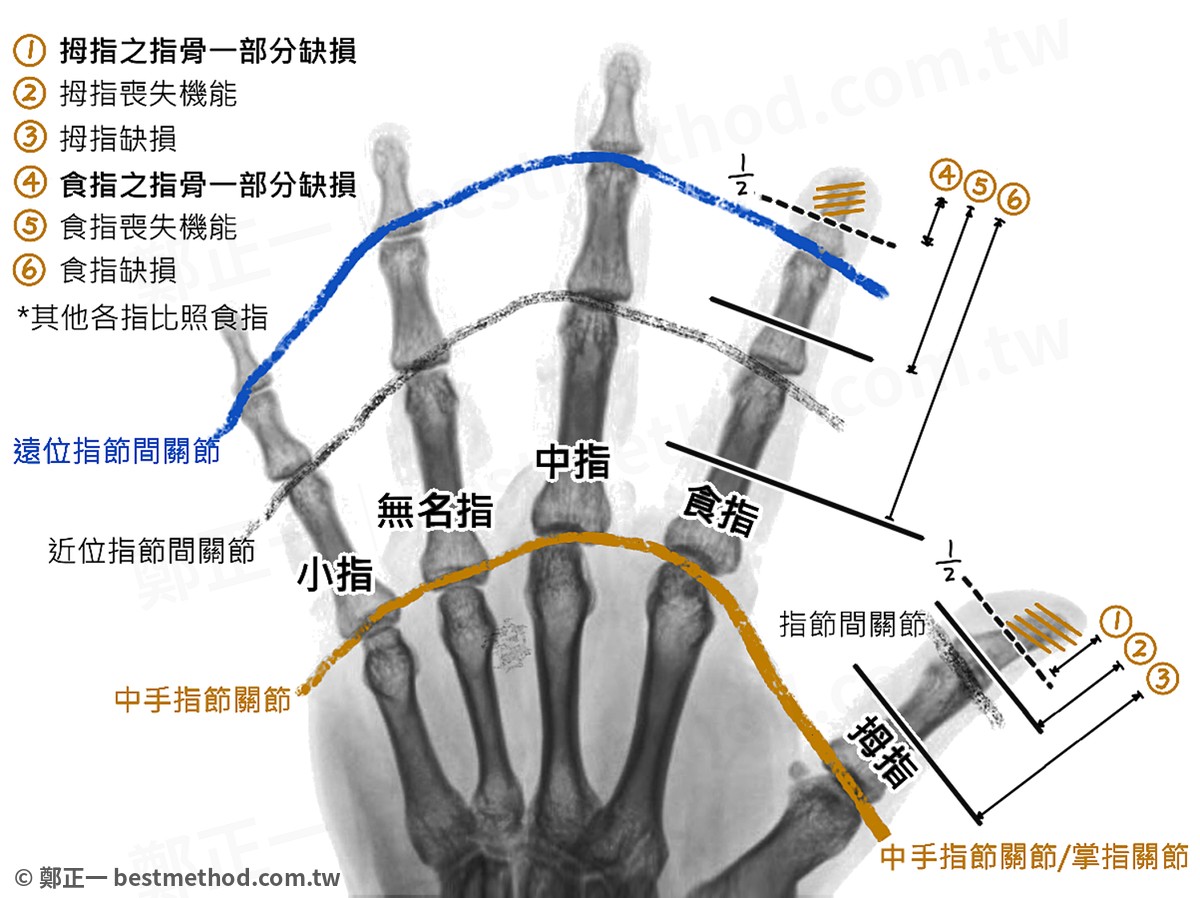 ① 拇指之指骨一部分缺損
② 拇指喪失機能
③ 拇指缺損
④ 食指之指骨一部分缺損
⑤ 食指喪失機能
⑥ 食指缺損
*其他各指比照食指
1/2
④⑤⑥
遠位指節間關節
近位指節間關節
中指
無名指
食指
小指
1/2
指節間關節
①
②
③
中手指節關節
拇指
中手指節關節/掌指關節
© 鄭正一 bestmethod.com.tw